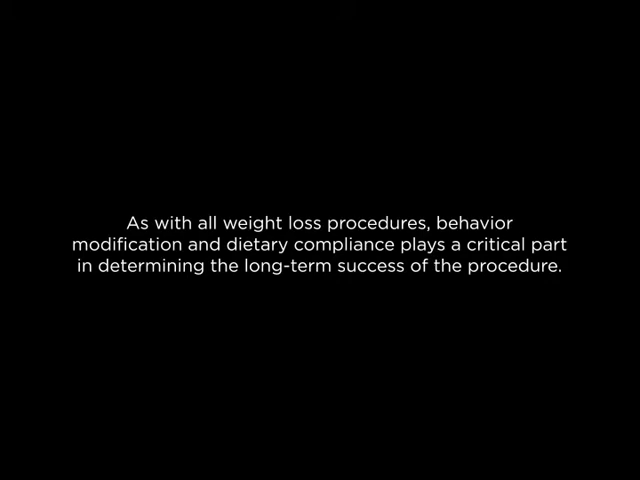 As with all weight loss procedures, behavior
modification and dietary compliance plays a critical part
in determining the long-term success of the procedure.